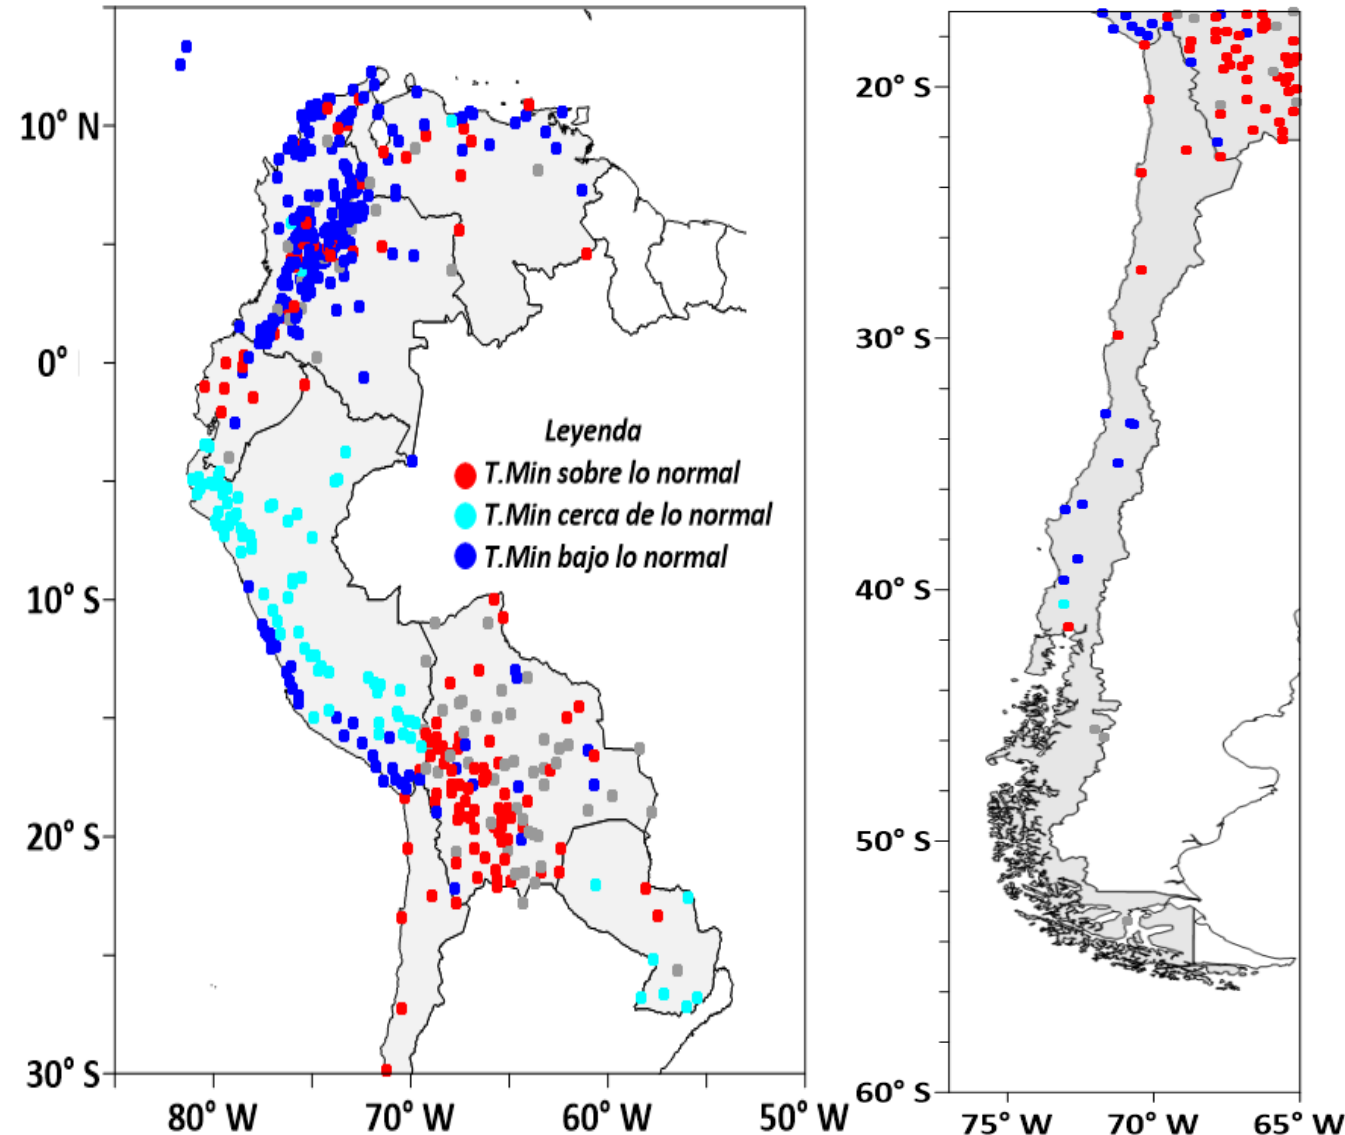 10° N
0°
10° S
20° S
30° S
80° W
70° W
60° W
50° W
Leyenda
T.Min sobre lo normal
T.Min cerca de lo normal
T.Min bajo lo normal
20° S
30° S
40° S
50° S
60° S
75° W
70° W
65° W